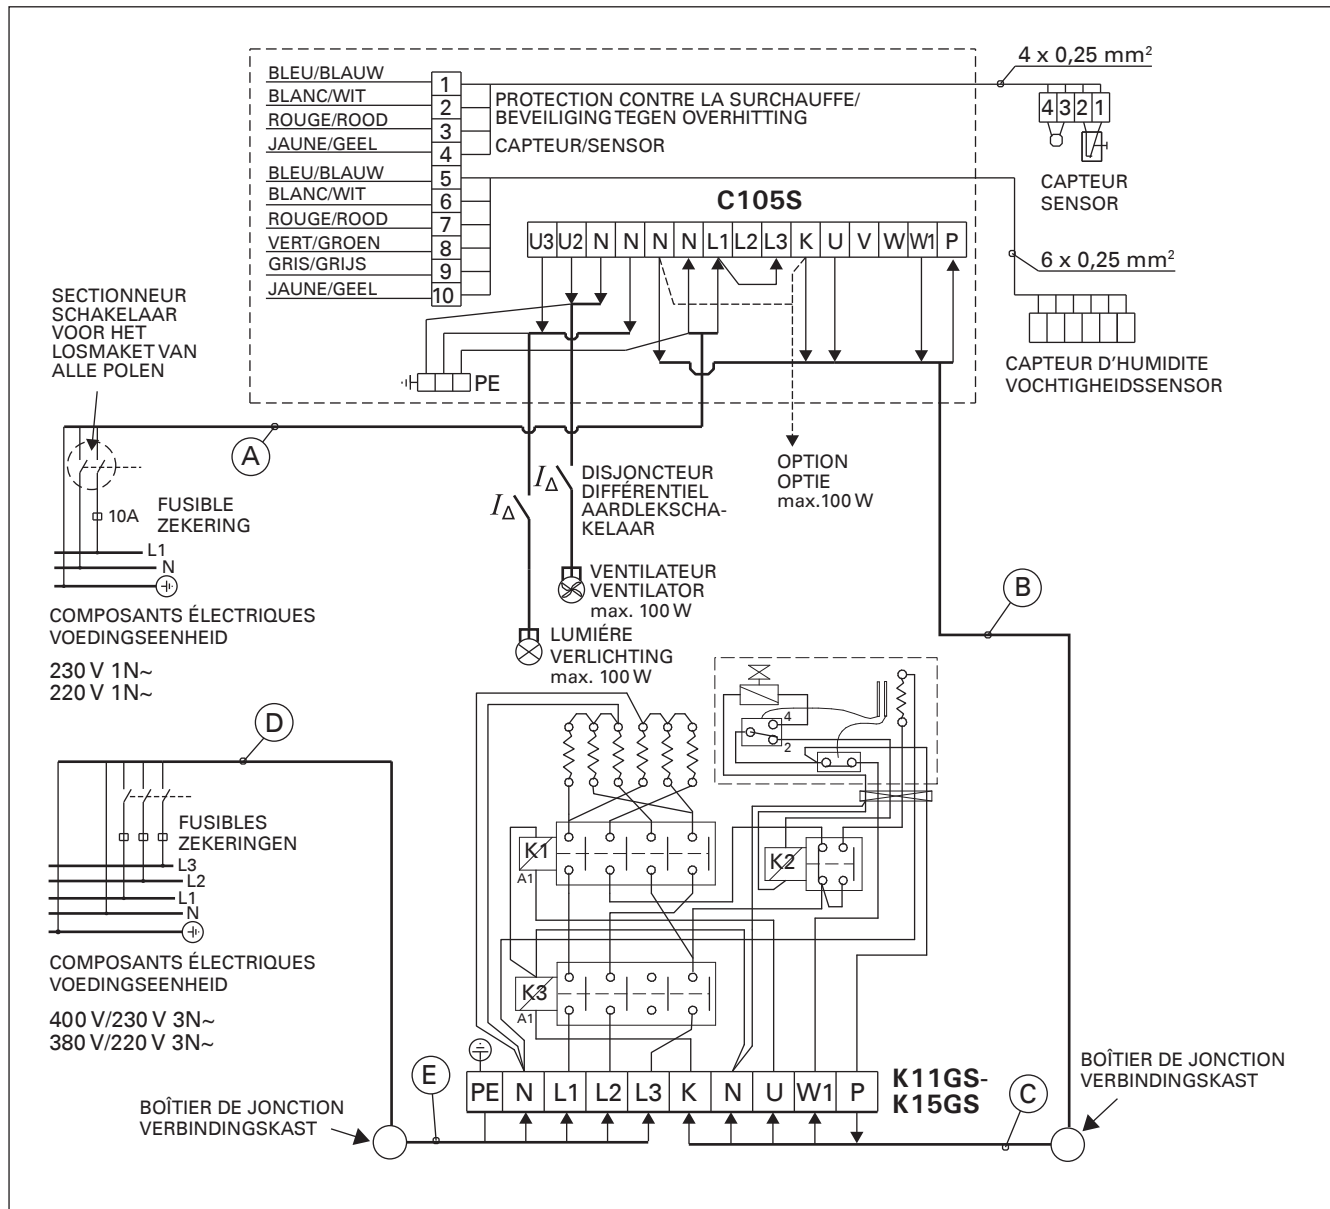 4 x 0,25 mm²
BLEU/BLAUW 1
BLANC/WIT 2
ROUGE/ROOD 3
JAUNE/GEEL 4
BLEU/BLAUW 5
BLANC/WIT 6
ROUGE/ROOD 7
VERT/GROEN 8
GRIS/GRIJS 9
JAUNE/GEEL 10
PROTECTION CONTRE LA SURCHAUFFE/
BEVEILIGING TEGEN OVERHITTING
CAPTEUR/SENSOR
4 3 2 1
CAPTEUR
SENSOR
C105S
U3 U2 N N N N L1 L2 L3 K U V W W1 P
6 x 0,25 mm²
CAPTEUR D'HUMIDITE
VOCHTIGHEIDSSENSOR
SECTIONNEUR
SCHAKELAAR
VOOR HET
LOSMAKET VAN
ALLE POLEN
PE
A
10A
FUSIBLE
ZEKERING
L1
N
COMPOSANTS ÉLECTRIQUES
VOEDINGSEENHEID
230 V 1N~
220 V 1N~
I∆
I∆
DISJONCTEUR
DIFFÉRENTIEL
AARDLEKSCHA-
KELAAR
OPTION
OPTIE
max.100 W
VENTILATEUR
VENTILATOR
max. 100 W
LUMIÉRE
VERLICHTING
max. 100 W
B
D
FUSIBLES
ZEKERINGEN
L3
L2
L1
N
COMPOSANTS ÉLECTRIQUES
VOEDINGSEENHEID
400 V/230 V 3N~
380 V/220 V 3N~
4
2
K1
A1
K2
K3
A1
PE N L1 L2 L3 K N U W1 P
K11GS-
K15GS
E
BOÎTIER DE JONCTION
VERBINDINGSKAST
C
BOÎTIER DE JONCTION
VERBINDINGSKAST